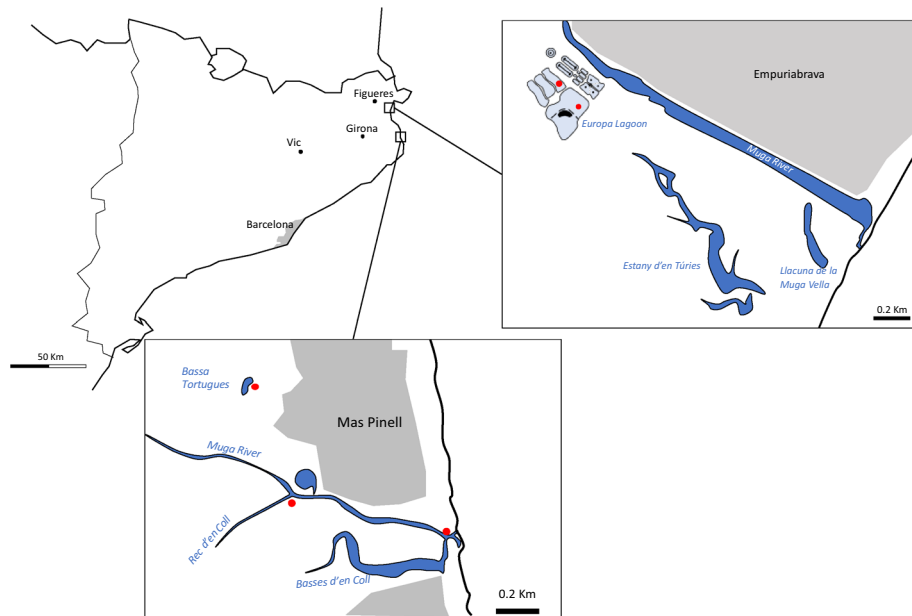 Figueres
Girona
Vic
Barcelona
50 Km
Empuriabrava
Europa Lagoon
Muga River
Estany d'en Túries
Llacuna de la
Muga Vella
0.2 Km
Bassa
Tortugues
Mas Pinell
Muga River
Rec d'en Coll
Basses d'en Coll
0.2 Km